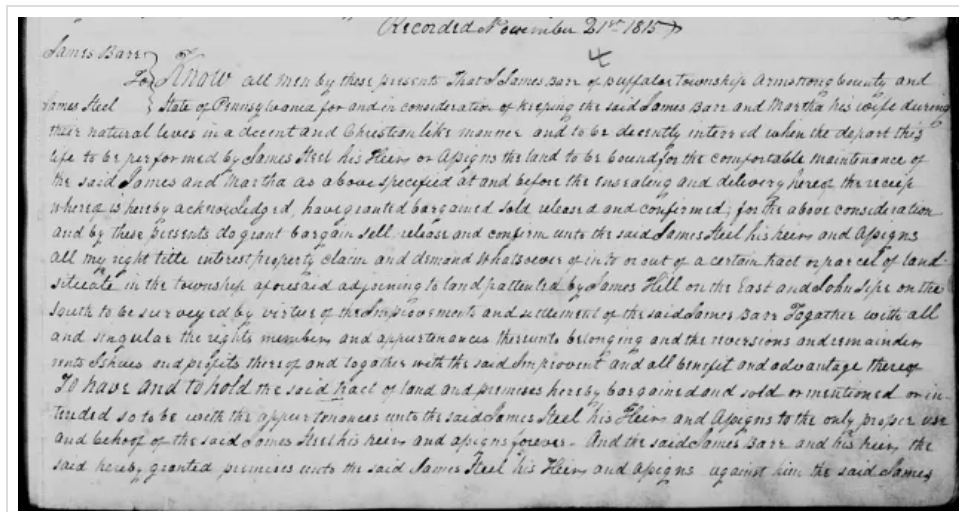 Recorded November 21st 1815
4
James Barr
To } Know all men by these presents That I James Barr of Buffaloe Township Armstrong County and
James Steel } State of Pennsylvania for and in consideration of keeping the said James Barr and Martha his wife during
their natural lives in a decent and Christian like manner and to be decently interred when the depart this
life to be performed by James Steel his Heirs or Assigns the land to be bound for the comfortable maintenance of
the said James and Martha as above specified at and before the ensealing and delivery hereof the receip
whereof is hereby acknowledged, have granted bargained sold released and confirmed, for the above consideration
and by these presents do grant bargain sell, release and confirm unto the said James Steel his heirs and Assigns
all my right title interest property claim and demand Whatsoever of in to or out of a certain tract or parcel of land
situate in the township aforesaid adjoining to land pattented by James Hill on the East and John Sipe on the
South to be surveyed by virtue of the Improvements and settlement of the said James Barr Together with all
and singular the rights members and appurtenances thereunto belonging and the reversions and remainders
rents Ishues and profits thereof and together with the said Improvent and all benefit and advantage thereof
To have and to hold the said tract of land and premises hereby bargained and sold or mentioned or in-
tended so to be with the appurtenances unto the said James Steel his Heirs and Assigns to the only proper use
and behoof of the said James Steel his heirs and assigns forever - And the said James Barr and his heirs the
said hereby granted premises unto the said James Steel his Heirs and Assigns against him the said James